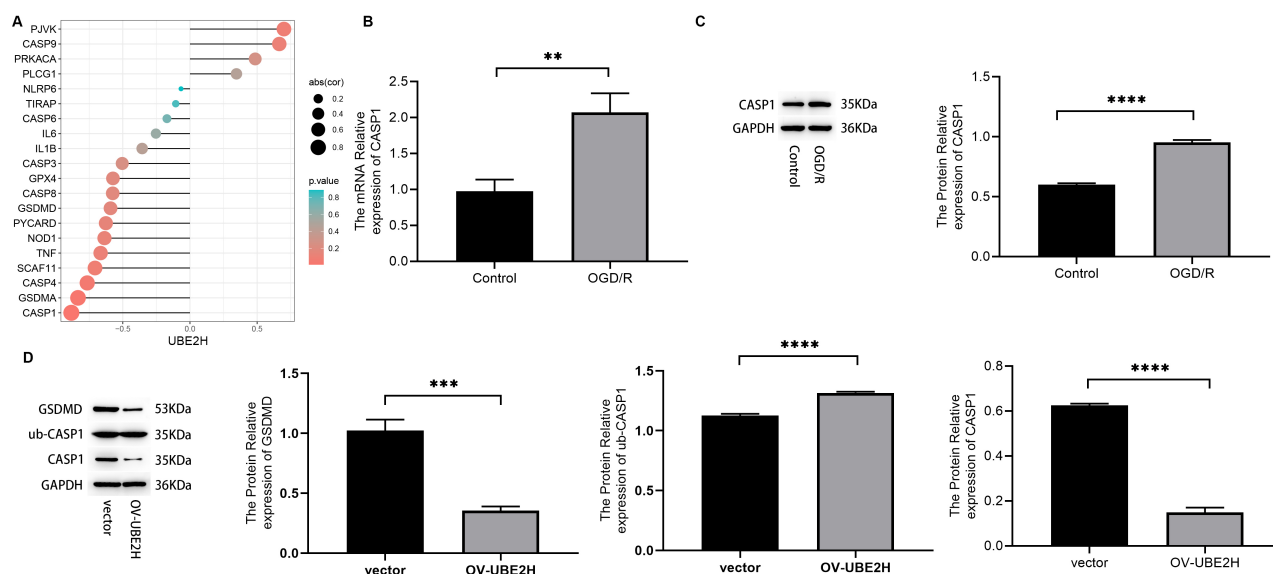 A
PJVK
CASP9
PRKACA
PLCG1
NLRP6
TIRAP
CASP6
IL6
IL1B
CASP3
GPX4
CASP8
GSDMD
PYCARD
NOD1
TNF
SCAF11
CASP4
GSDMA
CASP1
−0.5
0.0
0.5
UBE2H
abs(cor)
0.2
0.4
0.6
0.8
p.value
0.8
0.6
0.4
0.2
B
The mRNA Relative
expression of CASP1
2.5
2.0
1.5
1.0
0.5
0.0
**
Control
OGD/R
C
CASP1
35KDa
GAPDH
36KDa
Control
OGD/R
The Protein Relative
expression of CASP1
1.5
1.0
0.5
0.0
****
Control
OGD/R
D
GSDMD
53KDa
ub-CASP1
35KDa
CASP1
35KDa
GAPDH
36KDa
vector
OV-UBE2H
The Protein Relative
expression of GSDMD
1.5
1.0
0.5
0.0
***
vector
OV-UBE2H
The Protein Relative
expression of ub-CASP1
1.5
1.0
0.5
0.0
****
vector
OV-UBE2H
The Protein Relative
expression of CASP1
0.8
0.6
0.4
0.2
0.0
****
vector
OV-UBE2H